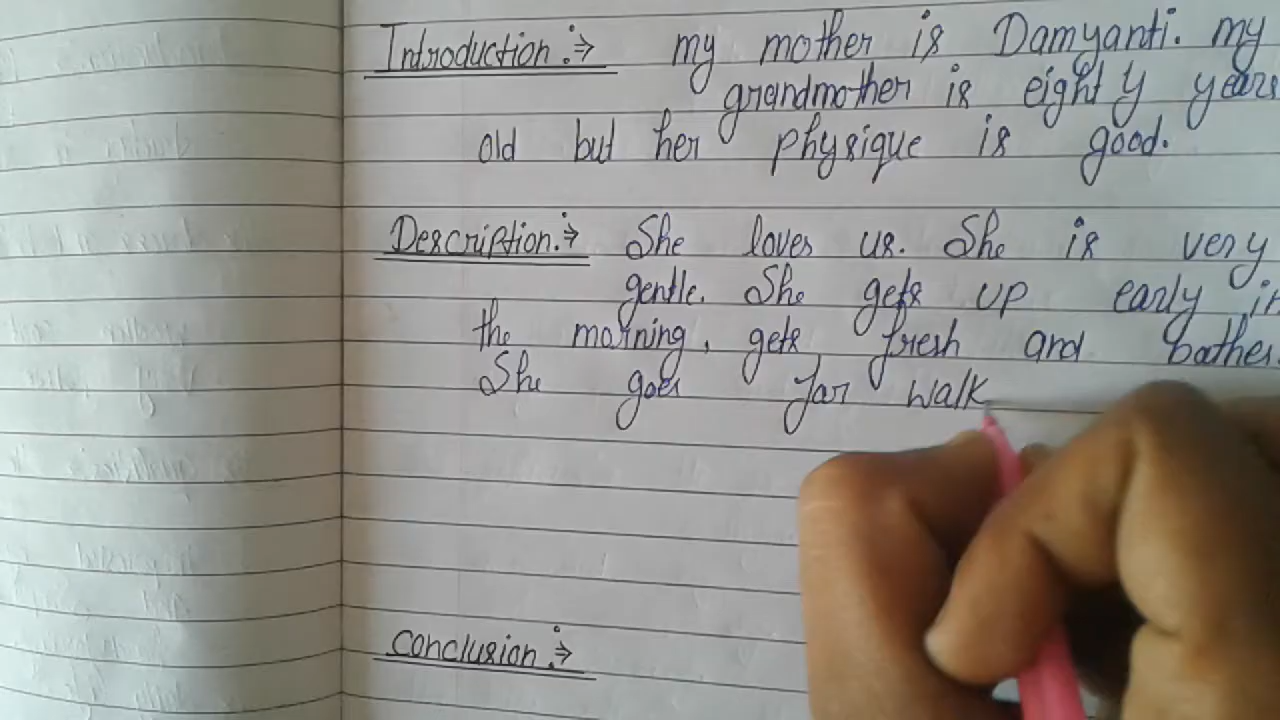 Introduction :→ my mother is Damyanti. my
grandmother is eighty years
old but her physique is good.
Description :→ She loves us. She is very
gentle. She gets up early in
the morning, gets fresh and bathes.
She goes for walk
Conclusion :→